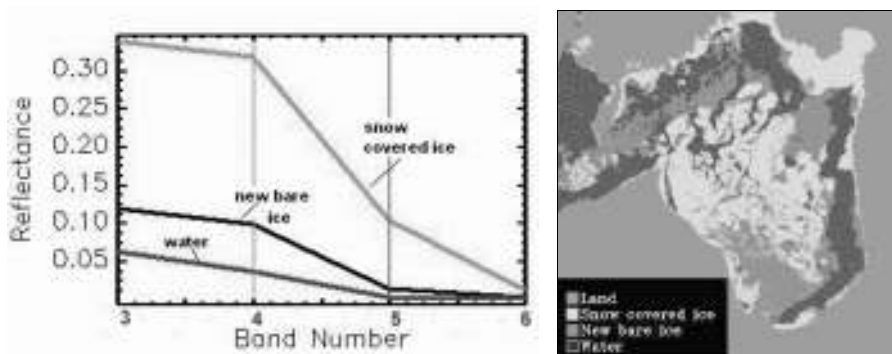 Reflectance
0.30
0.25
0.20
0.15
0.10
0.05
snow
covered ice
new bare
ice
water
3
4
5
6
Band Number
Land
Snow covered ice
New bare ice
Water